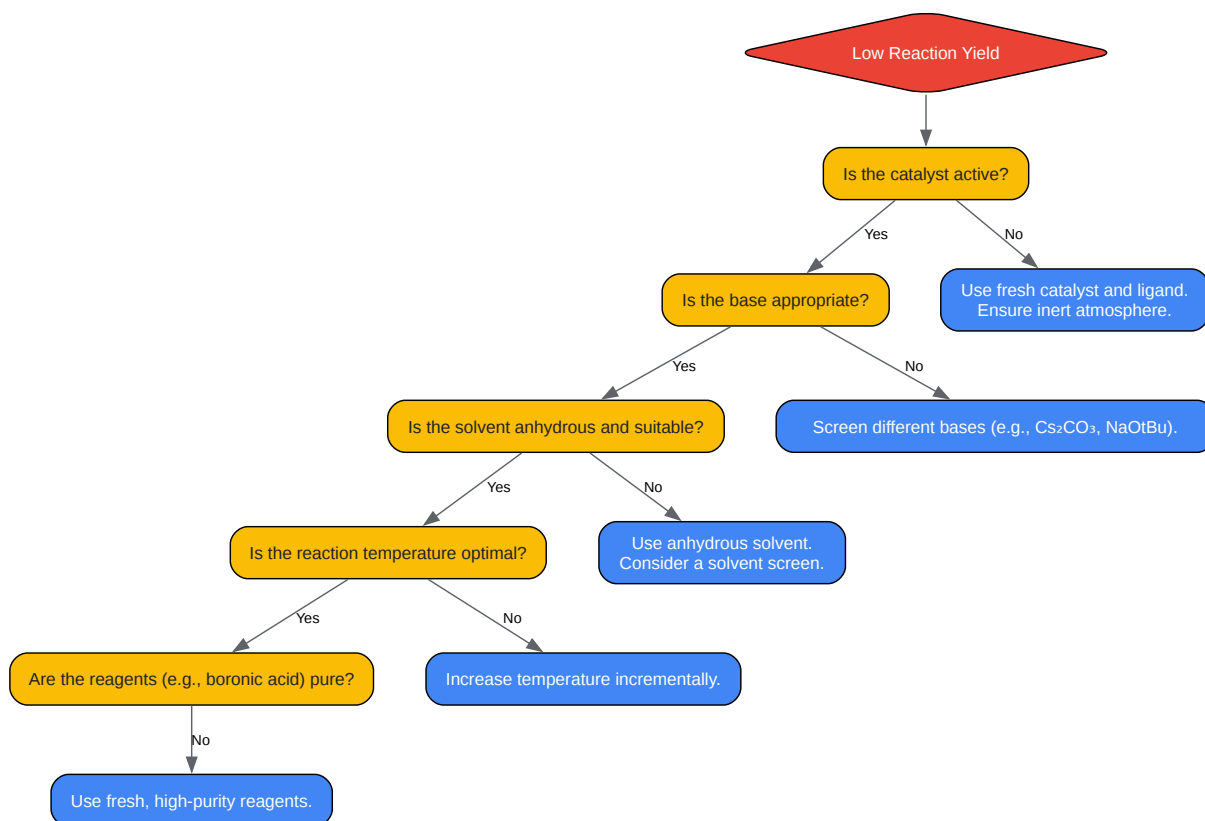 Low Reaction Yield
Is the catalyst active?
Yes
No
Is the base appropriate?
Use fresh catalyst and ligand.
Ensure inert atmosphere.
Yes
No
Is the solvent anhydrous and suitable?
Screen different bases (e.g., Cs₂CO₃, NaOtBu).
Yes
No
Is the reaction temperature optimal?
Use anhydrous solvent.
Consider a solvent screen.
Yes
No
Are the reagents (e.g., boronic acid) pure?
Increase temperature incrementally.
No
Use fresh, high-purity reagents.